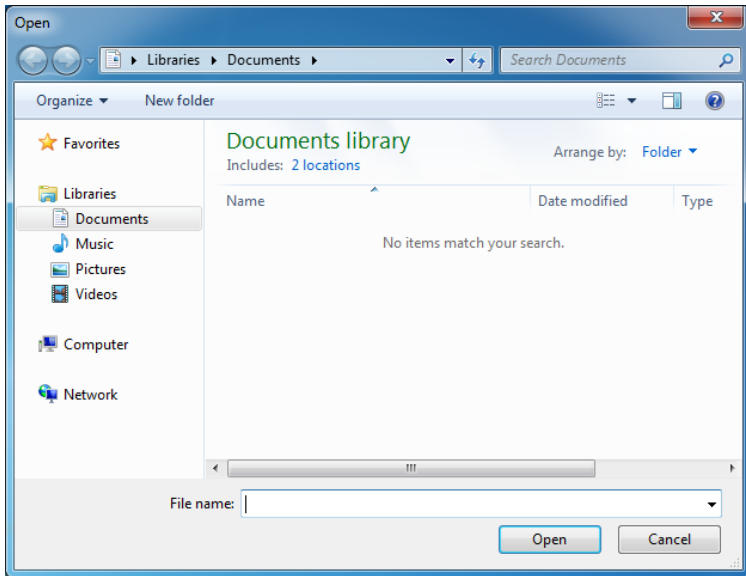 Open
Libraries Documents
Search Documents
Organize New folder
Favorites
Libraries
Documents
Music
Pictures
Videos
Computer
Network
Documents library
Includes: 2 locations
Arrange by: Folder
Name Date modified Type
No items match your search.
File name:
Open Cancel